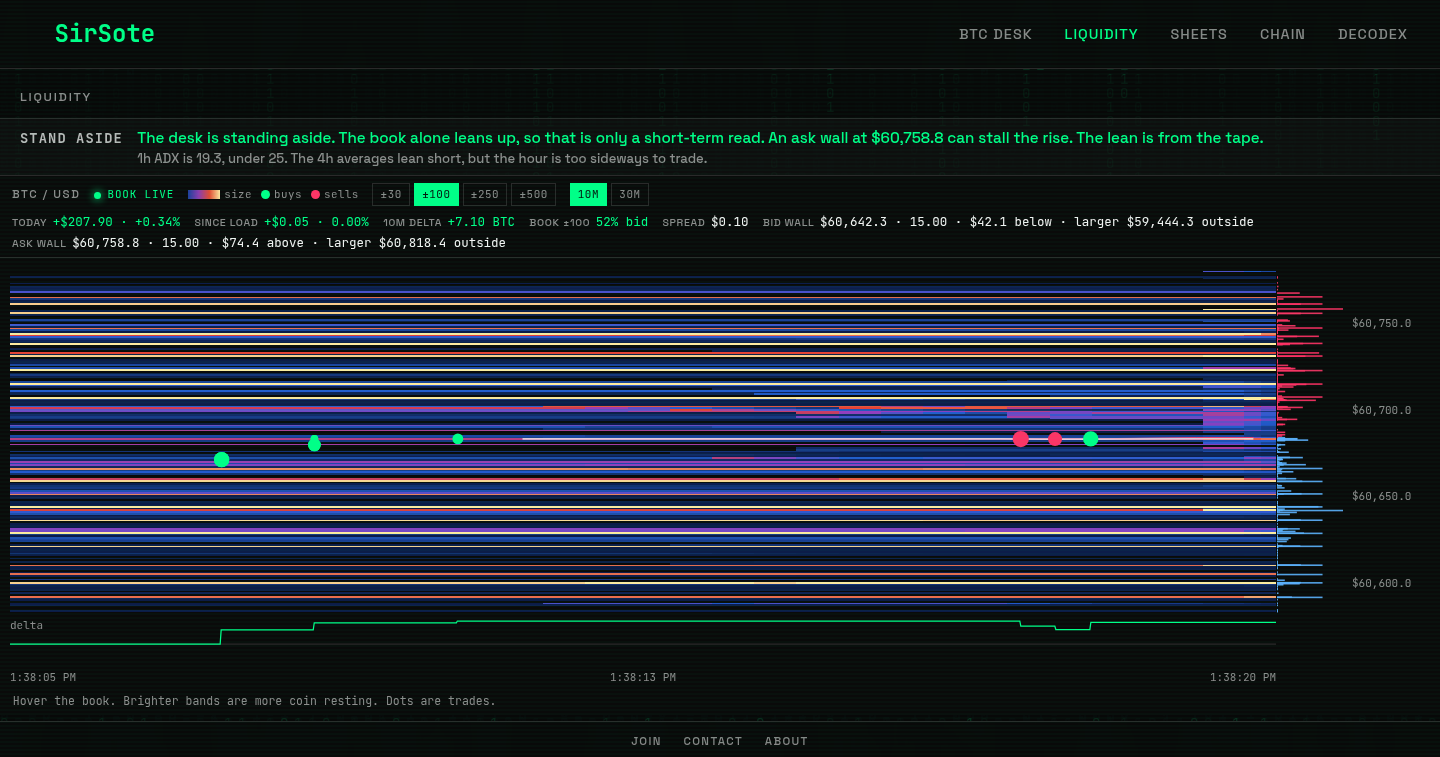 SirSote
BTC DESK LIQUIDITY SHEETS CHAIN DECODEX
LIQUIDITY
STAND ASIDE The desk is standing aside. The book alone leans up, so that is only a short-term read. An ask wall at $60,758.8 can stall the rise. The lean is from the tape.
1h ADX is 19.3, under 25. The 4h averages lean short, but the hour is too sideways to trade.
BTC / USD BOOK LIVE size buys sells ±30 ±100 ±250 ±500 10M 30M
TODAY +$207.90 · +0.34% SINCE LOAD +$0.05 · 0.00% 10M DELTA +7.10 BTC BOOK ±100 52% bid SPREAD $0.10 BID WALL $60,642.3 · 15.00 · $42.1 below · larger $59,444.3 outside
ASK WALL $60,758.8 · 15.00 · $74.4 above · larger $60,818.4 outside
$60,750.0
$60,700.0
$60,650.0
$60,600.0
delta
1:38:05 PM 1:38:13 PM 1:38:20 PM
Hover the book. Brighter bands are more coin resting. Dots are trades.
JOIN CONTACT ABOUT